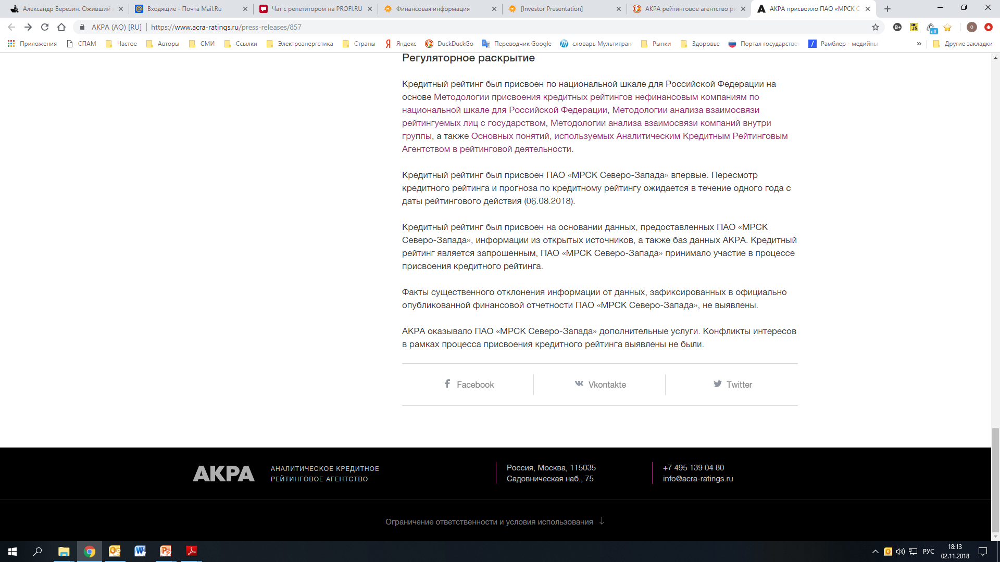 Александр Березин. Оживший
Входящие - Почта Mail.Ru
Чат с репетитором на PROFI.RU
Финансовая информация
[Investor Presentation]
АКРА рейтинговое агентство
АКРА присвоило ПАО «МРСК С
АКРА (АО) [RU]
https://www.acra-ratings.ru/press-releases/857
B+
JS
off
o
Приложения
СПАМ
Частое
Авторы
СМИ
Ссылки
Электроэнергетика
Страны
Яндекс
DuckDuckGo
Переводчик Google
словарь Мультитран
Рынки
Здоровье
Портал государстве
Рамблер - медийны
»
Другие закладки
Регуляторное раскрытие
Кредитный рейтинг был присвоен по национальной шкале для Российской Федерации на
основе Методологии присвоения кредитных рейтингов нефинансовым компаниям по
национальной шкале для Российской Федерации, Методологии анализа взаимосвязи
рейтингуемых лиц с государством, Методологии анализа взаимосвязи компаний внутри
группы, а также Основных понятий, используемых Аналитическим Кредитным Рейтинговым
Агентством в рейтинговой деятельности.
Кредитный рейтинг был присвоен ПАО «МРСК Северо-Запада» впервые. Пересмотр
кредитного рейтинга и прогноза по кредитному рейтингу ожидается в течение одного года с
даты рейтингового действия (06.08.2018).
Кредитный рейтинг был присвоен на основании данных, предоставленных ПАО «МРСК
Северо-Запада», информации из открытых источников, а также баз данных АКРА. Кредитный
рейтинг является запрошенным, ПАО «МРСК Северо-Запада» принимало участие в процессе
присвоения кредитного рейтинга.
Факты существенного отклонения информации от данных, зафиксированных в официально
опубликованной финансовой отчетности ПАО «МРСК Северо-Запада», не выявлены.
АКРА оказывало ПАО «МРСК Северо-Запада» дополнительные услуги. Конфликты интересов
в рамках процесса присвоения кредитного рейтинга выявлены не были.
Facebook
Vkontakte
Twitter
АКРА
АНАЛИТИЧЕСКОЕ КРЕДИТНОЕ
РЕЙТИНГОВОЕ АГЕНТСТВО
Россия, Москва, 115035
Садовническая наб., 75
+7 495 139 04 80
info@acra-ratings.ru
Ограничение ответственности и условия использования
РУС
18:13
02.11.2018